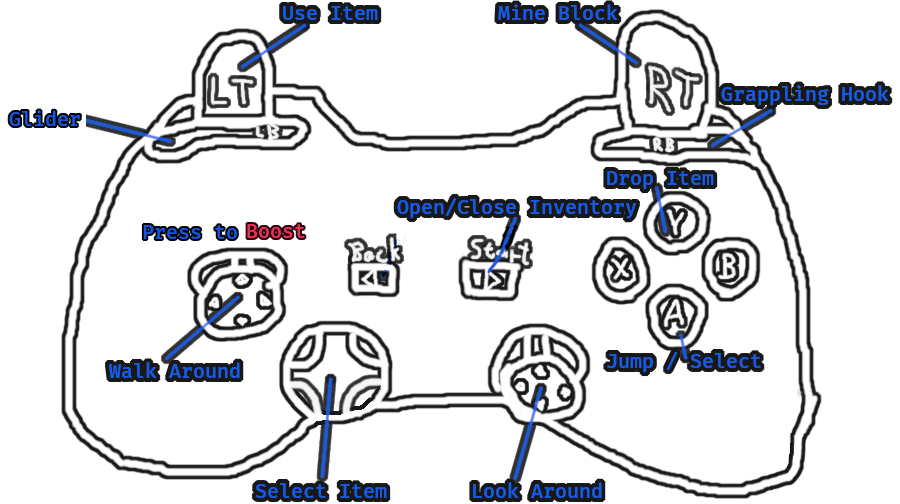 Use Item
Mine Block
LT
RT
Grappling Hook
Glider
LB
RB
Drop Item
Open/Close Inventory
Y
Press to Boost
Back
Start
X
B
A
Jump / Select
Walk Around
Select Item
Look Around